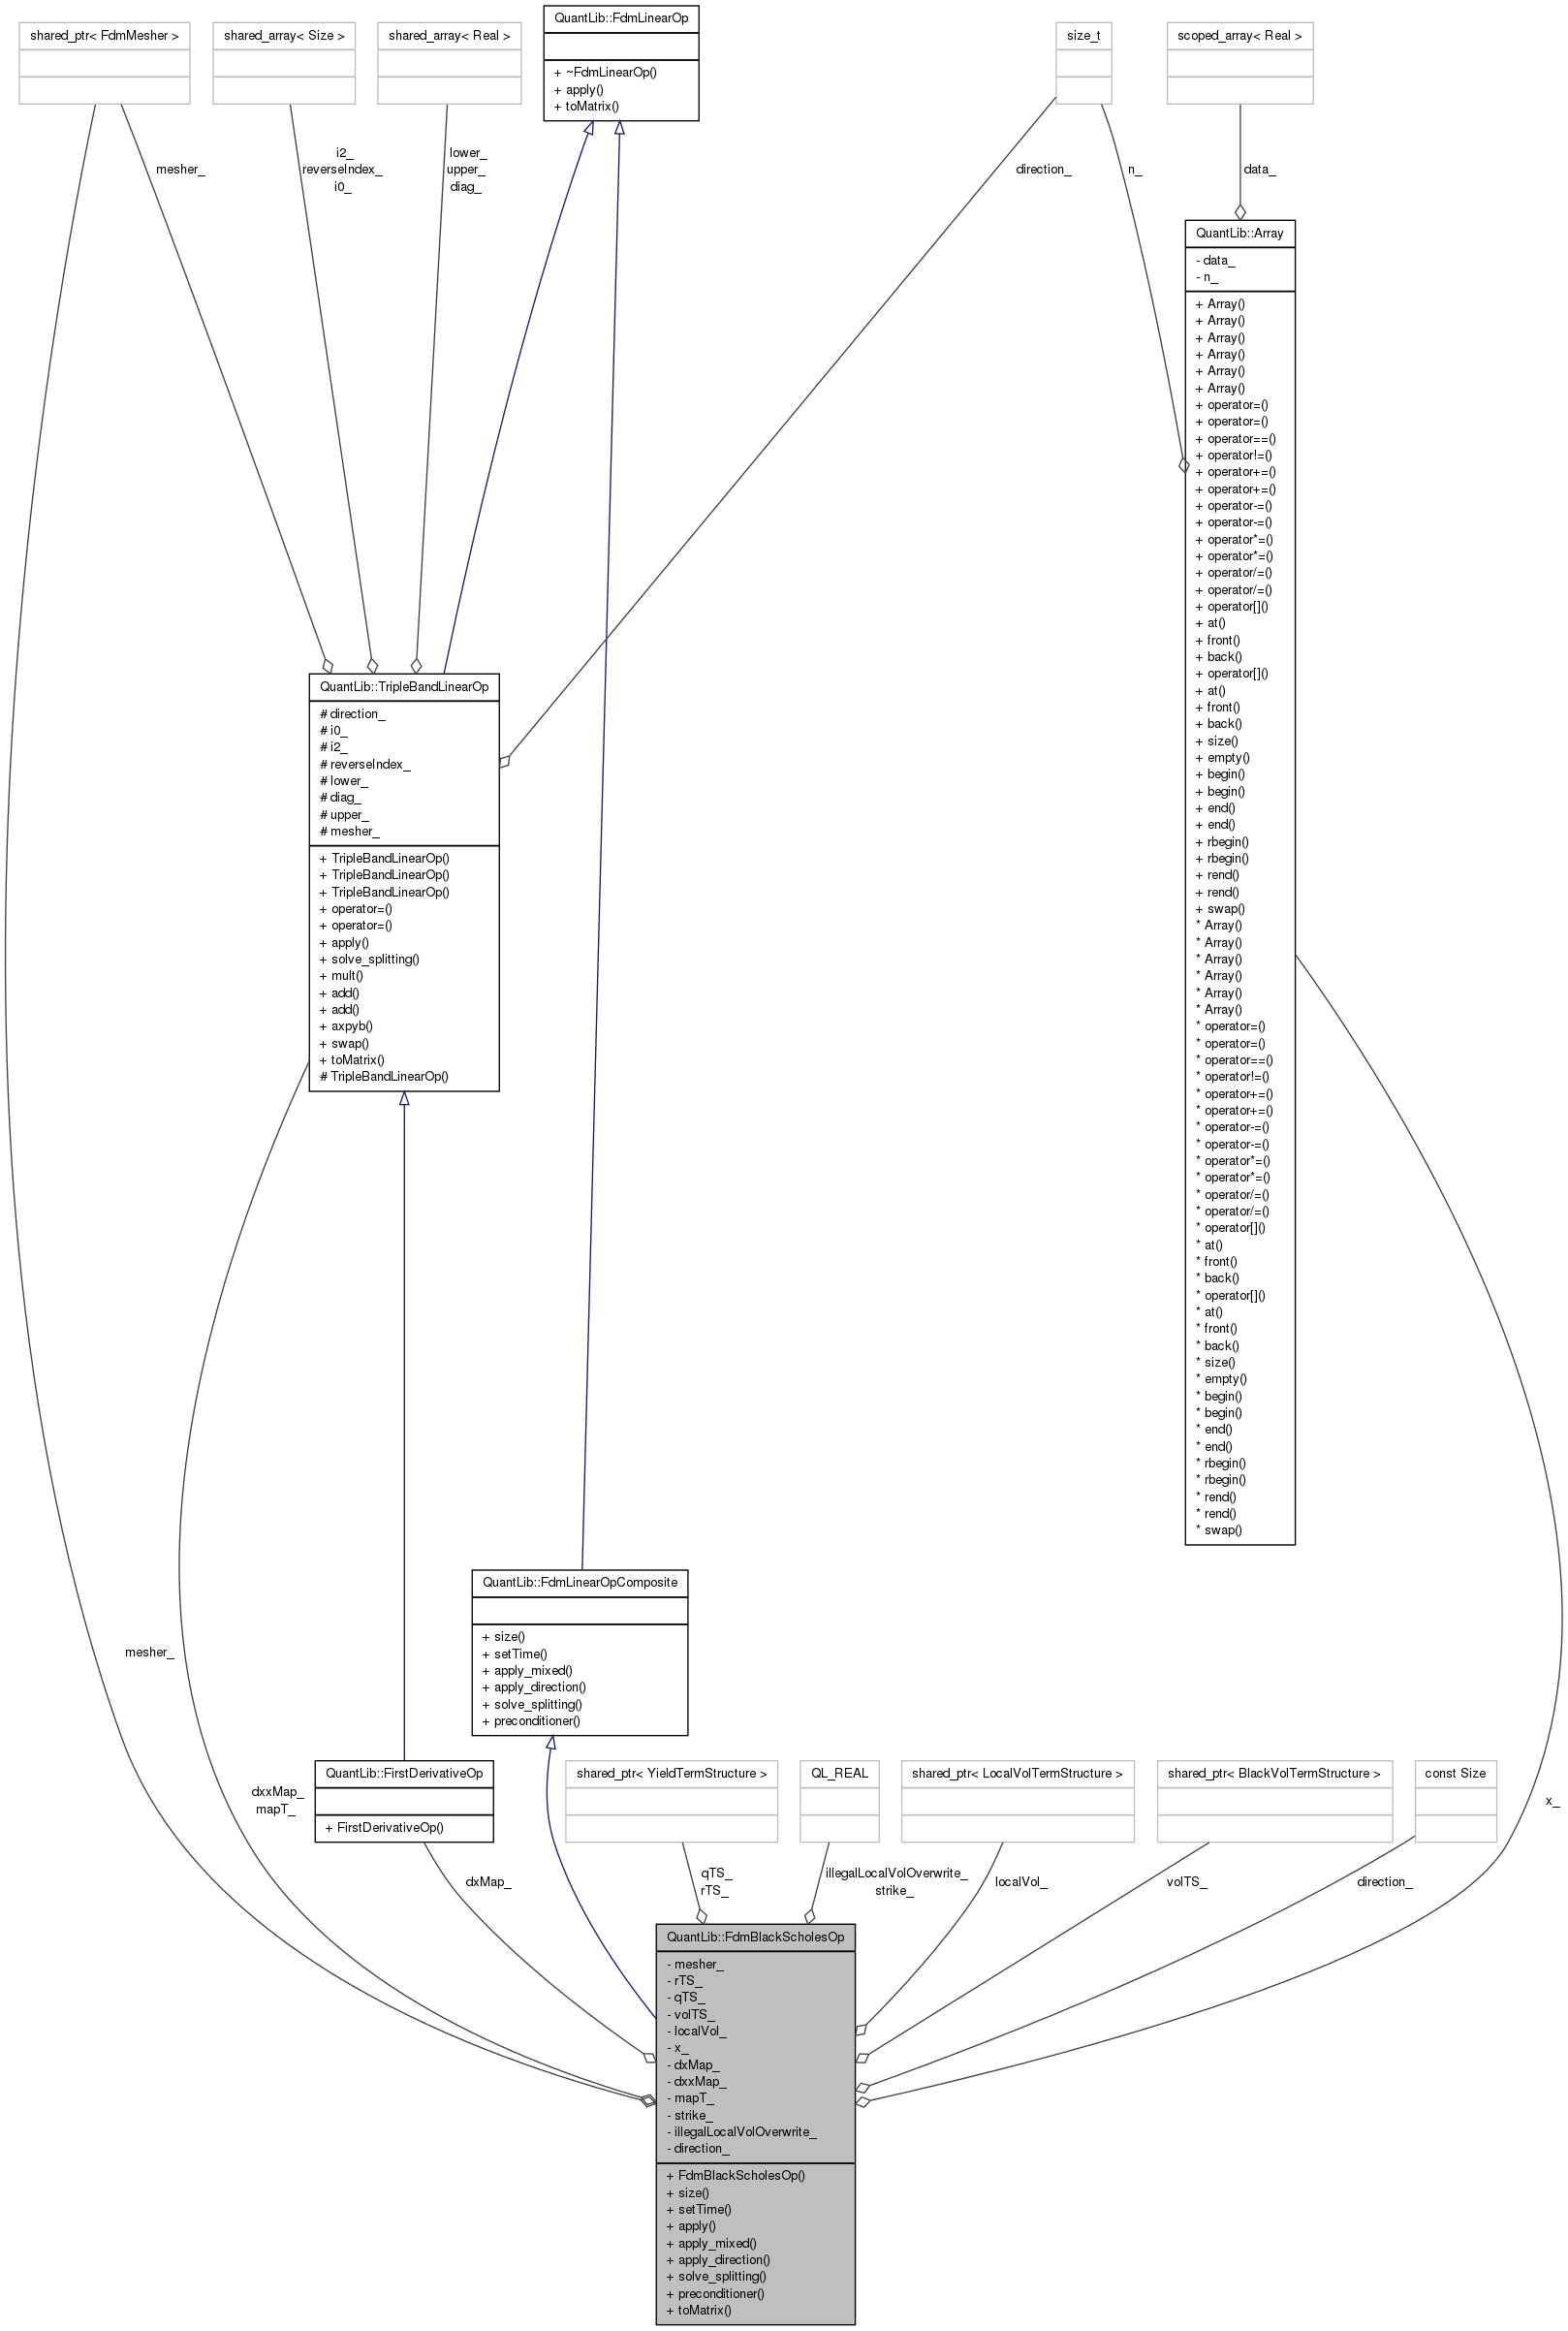 shared_ptr< FdmMesher >
shared_array< Size >
shared_array< Real >
QuantLib::FdmLinearOp
+ ~FdmLinearOp()
+ apply()
+ toMatrix()
size_t
scoped_array< Real >
mesher_
i2_
reverseIndex_
i0_
lower_
upper_
diag_
direction_
n_
data_
QuantLib::Array
- data_
- n_
+ Array()
+ Array()
+ Array()
+ Array()
+ Array()
+ Array()
+ operator=()
+ operator=()
+ operator==()
+ operator!=()
+ operator+=()
+ operator+=()
+ operator-=()
+ operator-=()
+ operator*=()
+ operator*=()
+ operator/=()
+ operator/=()
+ operator[]()
+ at()
+ front()
+ back()
+ operator[]()
+ at()
+ front()
+ back()
+ size()
+ empty()
+ begin()
+ begin()
+ end()
+ end()
+ rbegin()
+ rbegin()
+ rend()
+ rend()
+ swap()
* Array()
* Array()
* Array()
* Array()
* Array()
* Array()
* operator=()
* operator=()
* operator==()
* operator!=()
* operator+=()
* operator+=()
* operator-=()
* operator-=()
* operator*=()
* operator*=()
* operator/=()
* operator/=()
* operator[]()
* at()
* front()
* back()
* operator[]()
* at()
* front()
* back()
* size()
* empty()
* begin()
* begin()
* end()
* end()
* rbegin()
* rbegin()
* rend()
* rend()
* swap()
QuantLib::TripleBandLinearOp
# direction_
# i0_
# i2_
# reverseIndex_
# lower_
# diag_
# upper_
# mesher_
+ TripleBandLinearOp()
+ TripleBandLinearOp()
+ TripleBandLinearOp()
+ operator=()
+ operator=()
+ apply()
+ solve_splitting()
+ mult()
+ add()
+ add()
+ axpyb()
+ swap()
+ toMatrix()
# TripleBandLinearOp()
QuantLib::FdmLinearOpComposite
+ size()
+ setTime()
+ apply_mixed()
+ apply_direction()
+ solve_splitting()
+ preconditioner()
mesher_
dxxMap_
mapT_
QuantLib::FirstDerivativeOp
+ FirstDerivativeOp()
shared_ptr< YieldTermStructure >
QL_REAL
shared_ptr< LocalVolTermStructure >
shared_ptr< BlackVolTermStructure >
const Size
x_
dxMap_
qTS_
rTS_
illegalLocalVolOverwrite_
strike_
localVol_
volTS_
direction_
QuantLib::FdmBlackScholesOp
- mesher_
- rTS_
- qTS_
- volTS_
- localVol_
- x_
- dxMap_
- dxxMap_
- mapT_
- strike_
- illegalLocalVolOverwrite_
- direction_
+ FdmBlackScholesOp()
+ size()
+ setTime()
+ apply()
+ apply_mixed()
+ apply_direction()
+ solve_splitting()
+ preconditioner()
+ toMatrix()